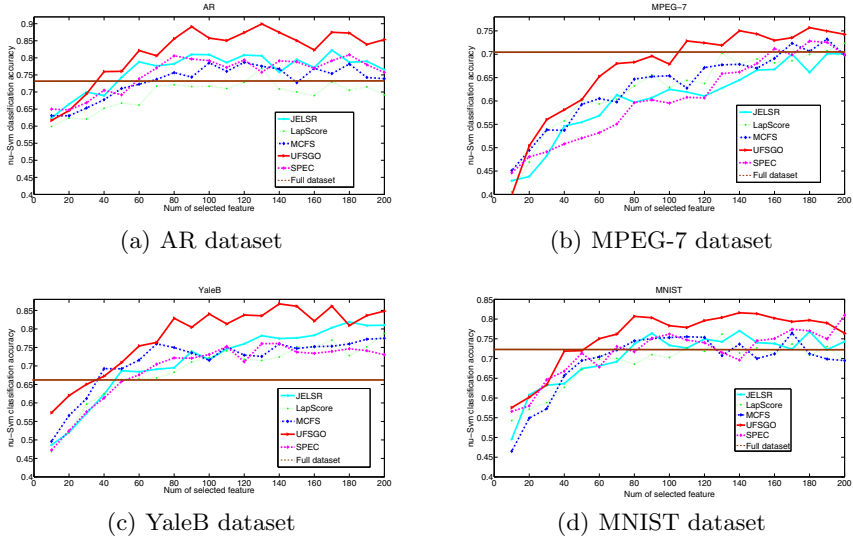 AR
nu-Svm classification accuracy
0.9
0.85
0.8
0.75
0.7
0.65
0.6
0.55
0.5
0.45
0.4
0 20 40 60 80 100 120 140 160 180 200
Num of selected feature
JELSR
LapScore
MCFS
UFSGO
SPEC
Full dataset
(a) AR dataset
MPEG-7
nu-Svm classification accuracy
0.75
0.7
0.65
0.6
0.55
0.5
0.45
0.4
0 20 40 60 80 100 120 140 160 180 200
Num of selected feature
JELSR
LapScore
MCFS
UFSGO
SPEC
Full dataset
(b) MPEG-7 dataset
YaleB
nu-Svm classification accuracy
0.85
0.8
0.75
0.7
0.65
0.6
0.55
0.5
0.45
0.4
0 20 40 60 80 100 120 140 160 180 200
Num of selected feature
JELSR
LapScore
MCFS
UFSGO
SPEC
Full dataset
(c) YaleB dataset
MNIST
nu-Svm classification accuracy
0.85
0.8
0.75
0.7
0.65
0.6
0.55
0.5
0.45
0.4
0 20 40 60 80 100 120 140 160 180 200
Num of selected feature
JELSR
LapScore
MCFS
UFSGO
SPEC
Full dataset
(d) MNIST dataset